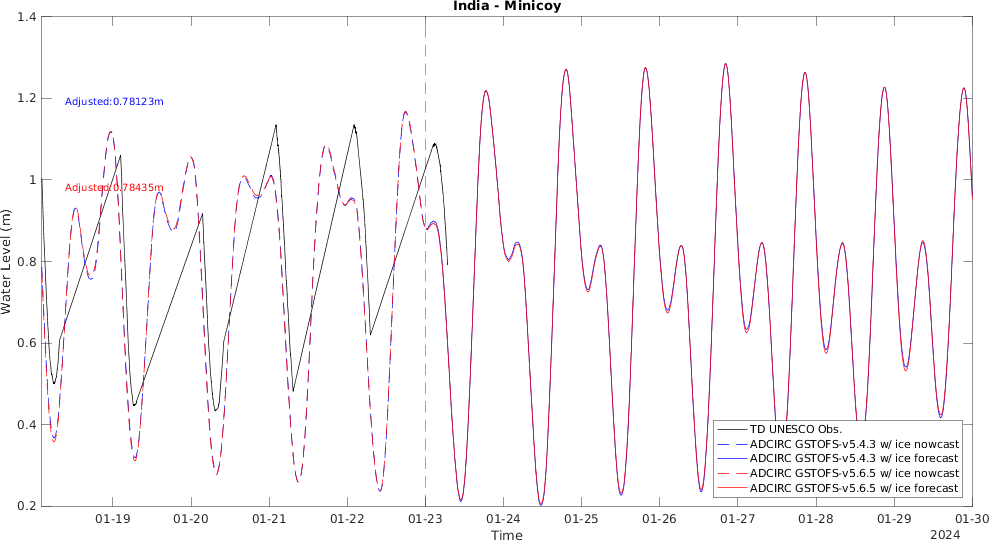 India - Minicoy
1.4
1.2
1
0.8
0.6
0.4
0.2
Water Level (m)
Adjusted:0.78123m
Adjusted:0.78435m
TD UNESCO Obs.
ADCIRC GSTOFS-v5.4.3 w/ ice nowcast
ADCIRC GSTOFS-v5.4.3 w/ ice forecast
ADCIRC GSTOFS-v5.6.5 w/ ice nowcast
ADCIRC GSTOFS-v5.6.5 w/ ice forecast
01-19 01-20 01-21 01-22 01-23 01-24 01-25 01-26 01-27 01-28 01-29 01-30
Time
2024